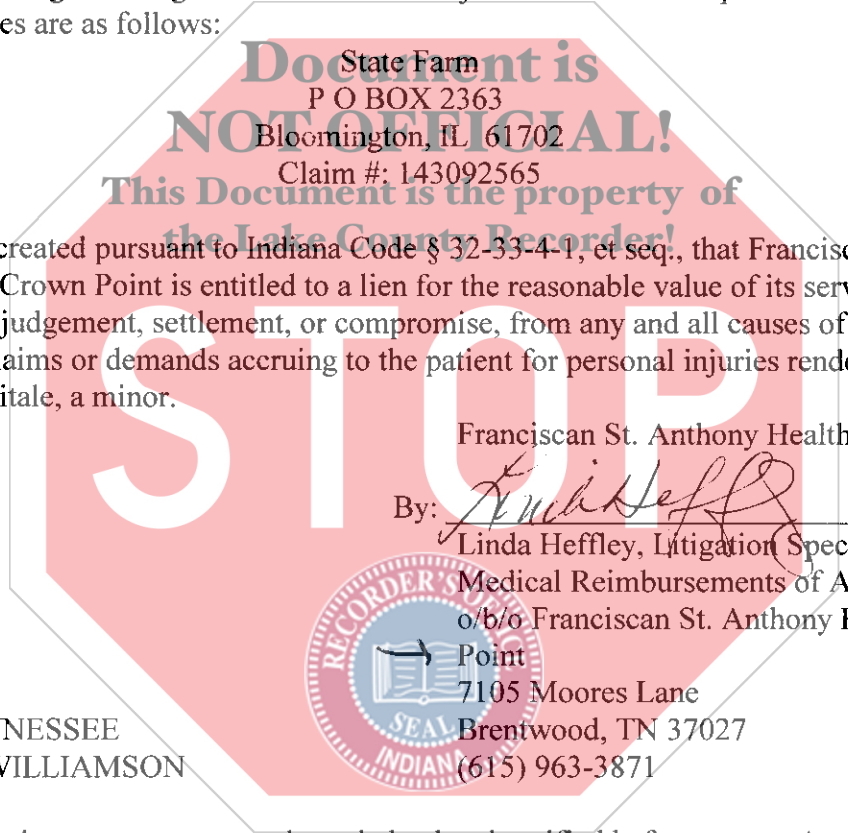 es are as follows:
Document is
State Farm
P O BOX 2363
NOT OFFICIAL!
Bloomington, IL 61702
Claim #: 143092565
This Document is the property of
the Lake County Recorder!
created pursuant to Indiana Code § 32-33-4-1, et seq., that Francisc
Crown Point is entitled to a lien for the reasonable value of its serv
judgement, settlement, or compromise, from any and all causes of
aims or demands accruing to the patient for personal injuries rend
itale, a minor.
STOP
Franciscan St. Anthony Health
By: Linda Heffley
Linda Heffley, Litigation Spec
Medical Reimbursements of A
o/b/o Franciscan St. Anthony H
Point
7105 Moores Lane
NESSEE
Brentwood, TN 37027
WILLIAMSON
(615) 963-3871
RECORDER'S OFFICE
SEAL
INDIANA